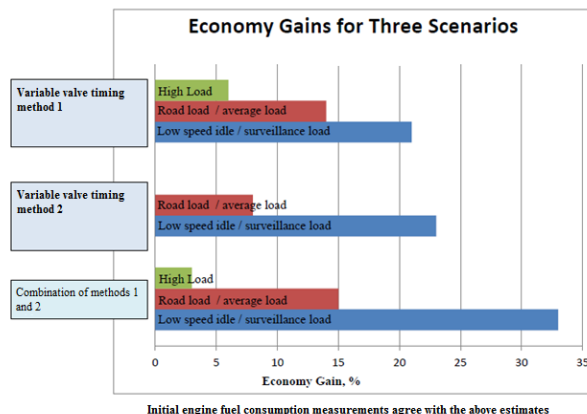 Economy Gains for Three Scenarios
Variable valve timing
method 1
High Load
Road load / average load
Low speed idle / surveillance load
Variable valve timing
method 2
Road load / average load
Low speed idle / surveillance load
Combination of methods 1
and 2
High Load
Road load / average load
Low speed idle / surveillance load
0 5 10 15 20 25 30 35
Economy Gain, %
Initial engine fuel consumption measurements agree with the above estimates